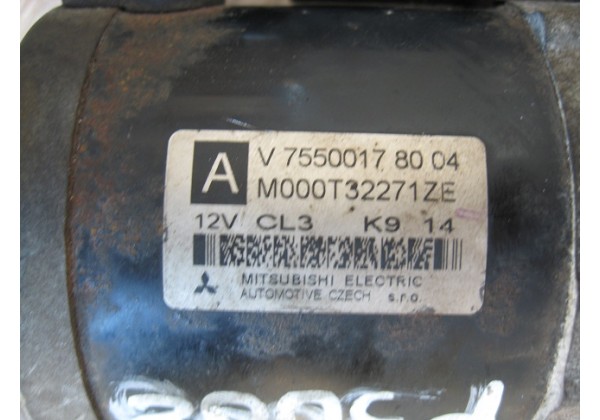 A
V 7550017 80 04
M000T32271ZE
12V CL3 K9 14
MITSUBISHI ELECTRIC
AUTOMOTIVE CZECH s.r.o.